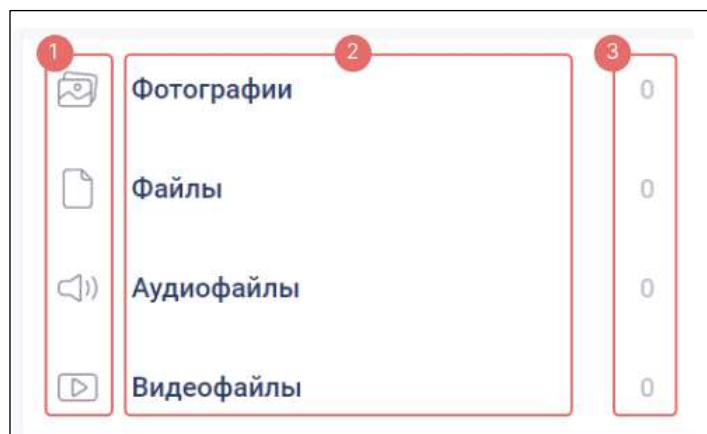 1 2 3
Фотографии 0
Файлы 0
Аудиофайлы 0
Видеофайлы 0